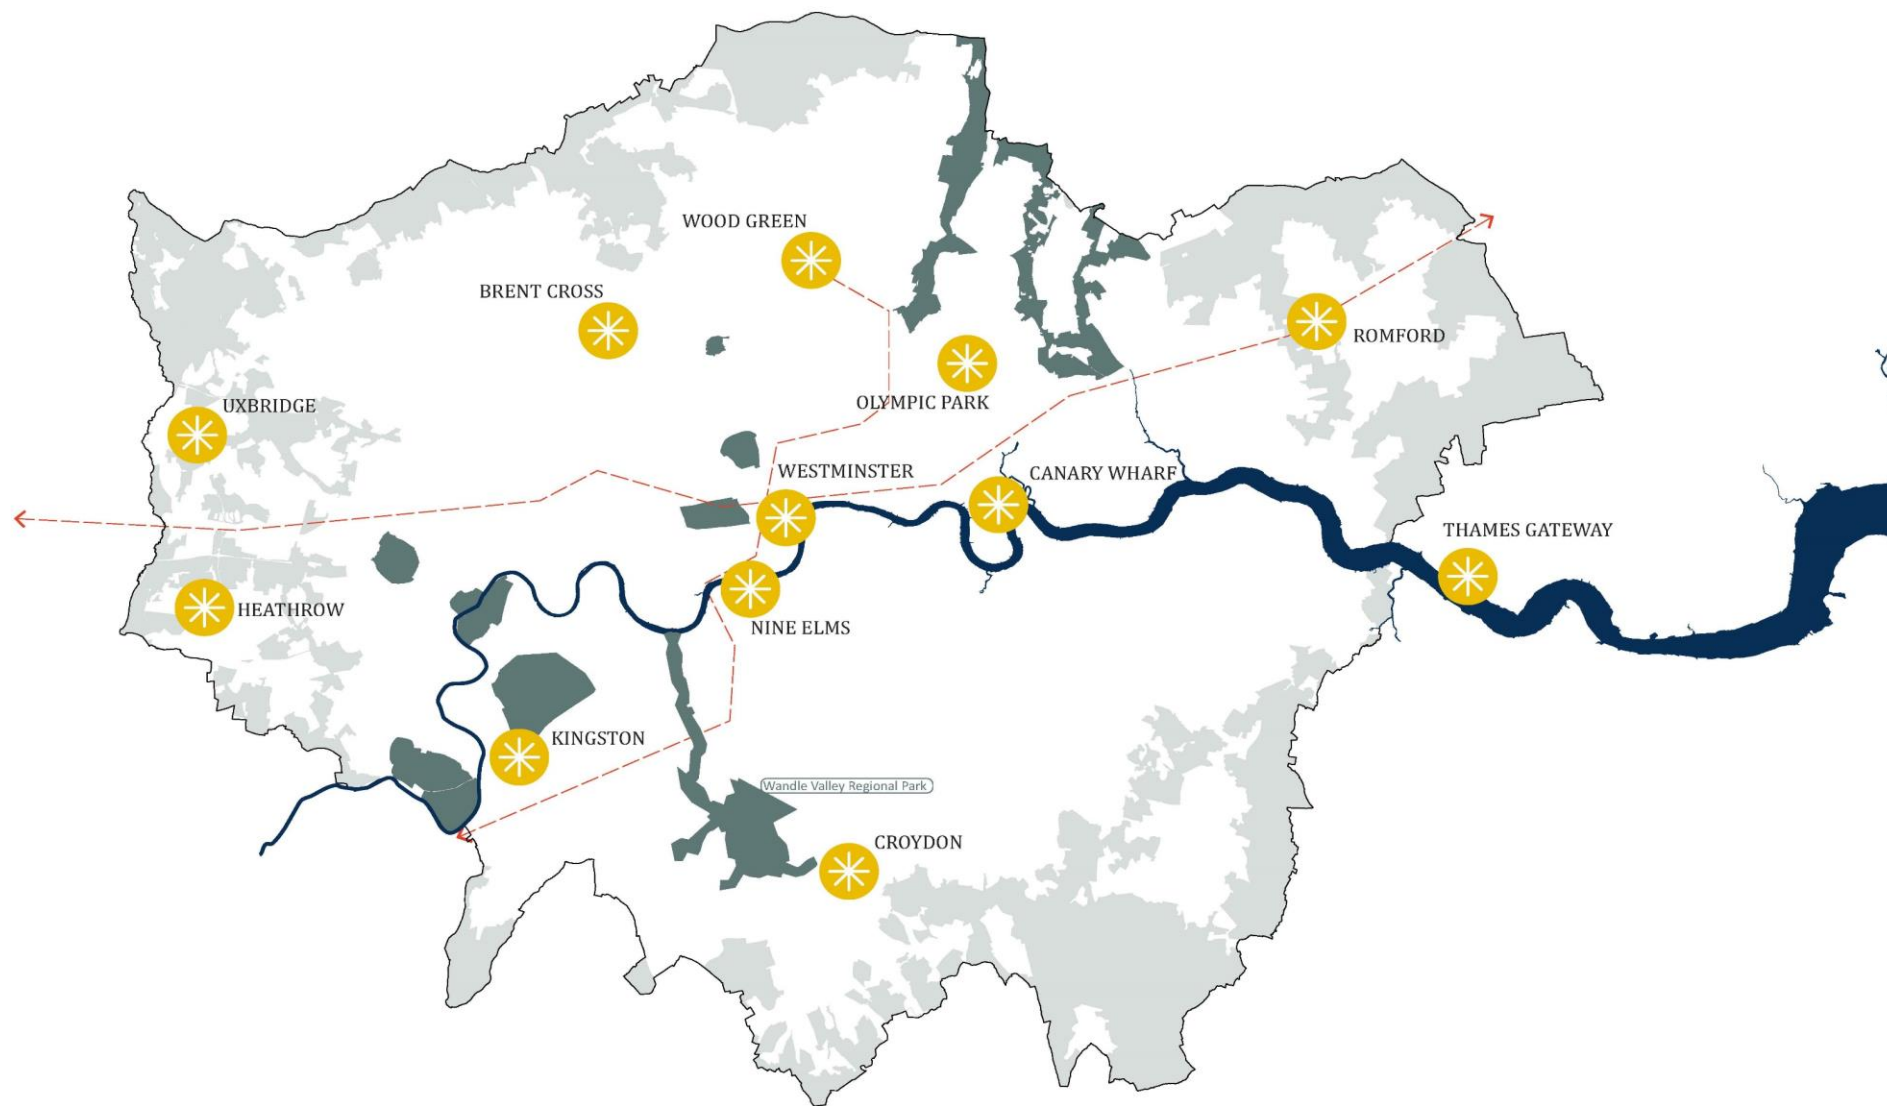 WOOD GREEN
BRENT CROSS
ROMFORD
OLYMPIC PARK
UXBRIDGE
WESTMINSTER
CANARY WHARF
THAMES GATEWAY
HEATHROW
NINE ELMS
KINGSTON
Wandle Valley Regional Park
CROYDON